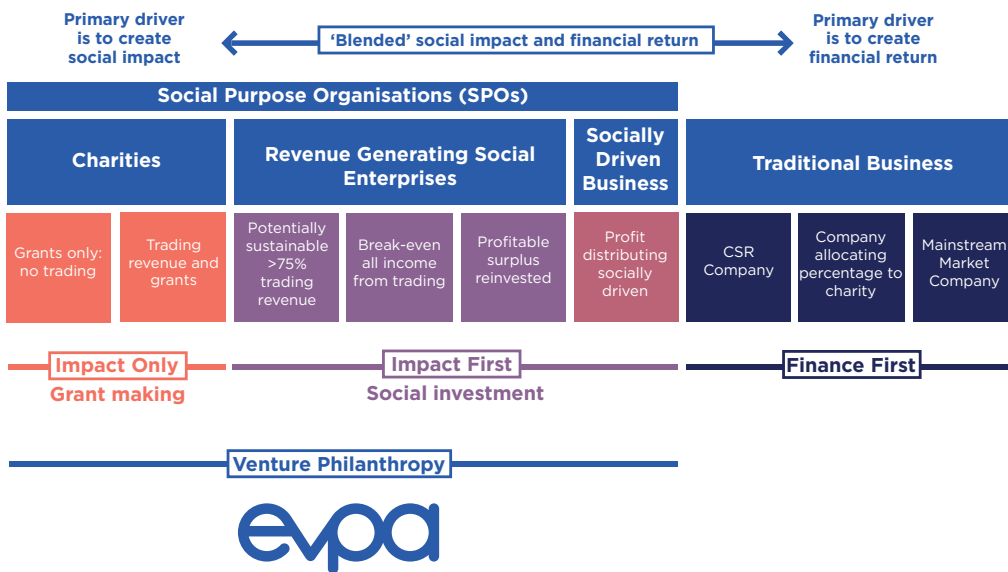 Primary driver
is to create
social impact
‘Blended’ social impact and financial return
Primary driver
is to create
financial return
Social Purpose Organisations (SPOs)
Charities
Revenue Generating Social
Enterprises
Socially
Driven
Business
Traditional Business
Grants only:
no trading
Trading
revenue and
grants
Potentially
sustainable
>75%
trading
revenue
Break-even
all income
from trading
Profitable
surplus
reinvested
Profit
distributing
socially
driven
CSR
Company
Company
allocating
percentage to
charity
Mainstream
Market
Company
Impact Only
Grant making
Impact First
Social investment
Finance First
Venture Philanthropy
evpa